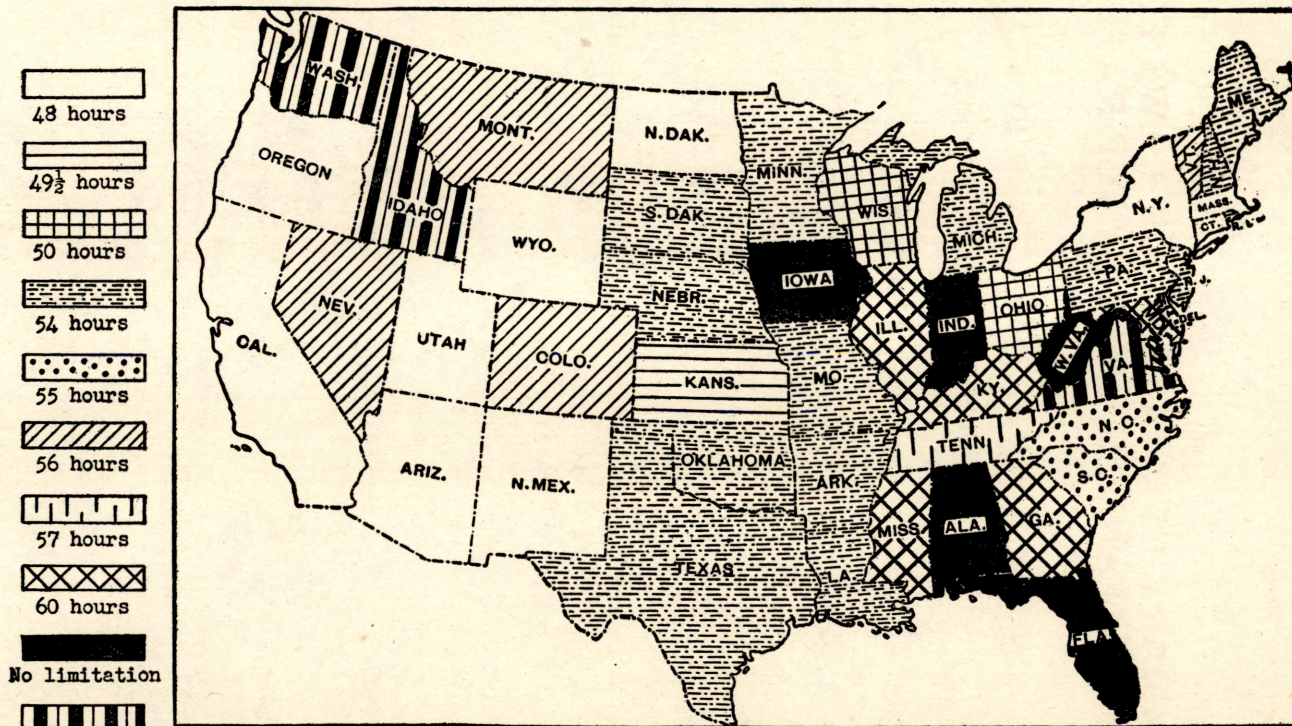 48 hours
49½ hours
50 hours
54 hours
55 hours
56 hours
57 hours
60 hours
No limitation
WASH.
MONT.
N.DAK.
MINN.
ME.
OREGON
IDAHO
WYO.
S.DAK.
WIS.
MICH.
N.Y.
N.H.
MASS.
CT.
R.I.
NEV.
UTAH
COLO.
NEBR.
IOWA
ILL.
IND.
OHIO
PA.
N.J.
DEL.
CAL.
KANS.
MO.
KY.
W.VA.
VA.
ARIZ.
N.MEX.
OKLAHOMA
ARK.
TENN.
N.C.
S.C.
TEXAS
LA.
MISS.
ALA.
GA.
FLA.